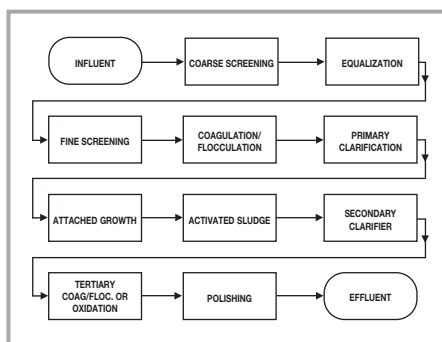 INFLUENT
COARSE SCREENING
EQUALIZATION
FINE SCREENING
COAGULATION/
FLOCCULATION
PRIMARY
CLARIFICATION
ATTACHED GROWTH
ACTIVATED SLUDGE
SECONDARY
CLARIFIER
TERTIARY
COAG/FLOC. OR
OXIDATION
POLISHING
EFFLUENT